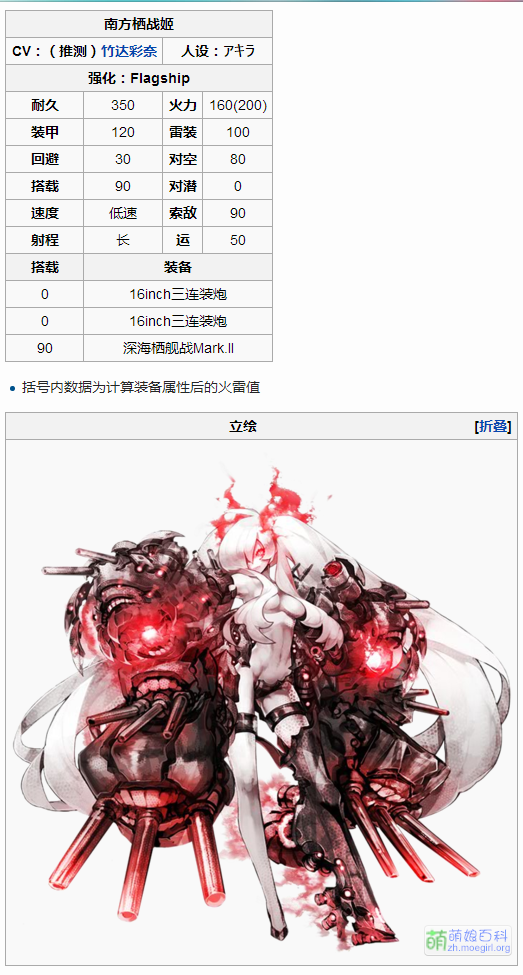 南方栖战姬
CV：（推测）竹达彩奈 人设：アキラ
强化：Flagship
耐久 350 火力 160(200)
装甲 120 雷装 100
回避 30 对空 80
搭载 90 对潜 0
速度 低速 索敌 90
射程 长 运 50
搭载 装备
0 16inch三连装炮
0 16inch三连装炮
90 深海栖舰战Mark.II
括号内数据为计算装备属性后的火雷值
立绘 [折叠]
萌 萌娘百科
zh.moegirl.org